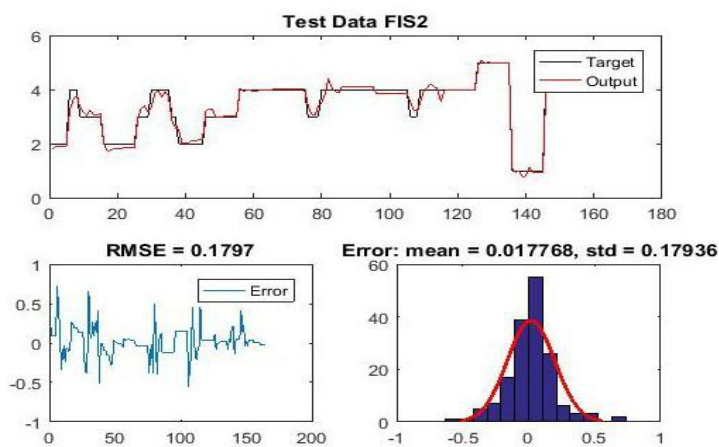 Test Data FIS2
6
4
2
0
Target
Output
0 20 40 60 80 100 120 140 160 180
RMSE = 0.1797
1
0.5
0
-0.5
-1
Error
0 50 100 150 200
Error: mean = 0.017768, std = 0.17936
60
40
20
0
-1 -0.5 0 0.5 1